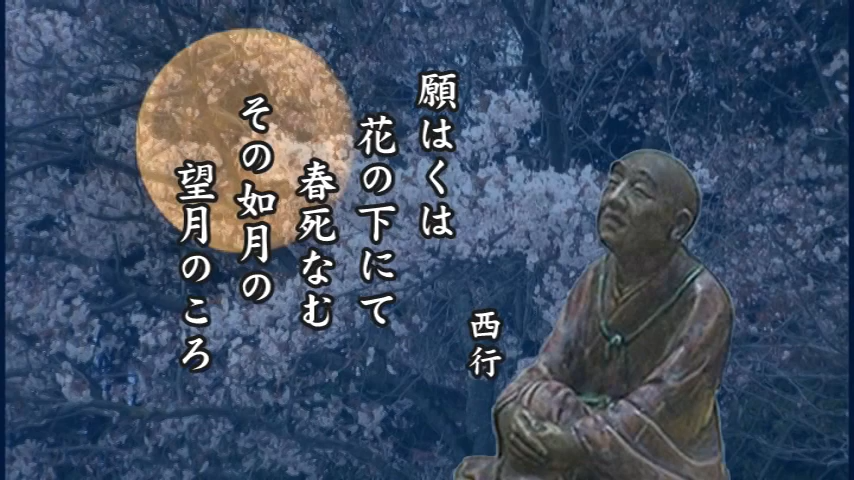 願はくは
花の下にて
春死なむ
その如月の
望月のころ
西行